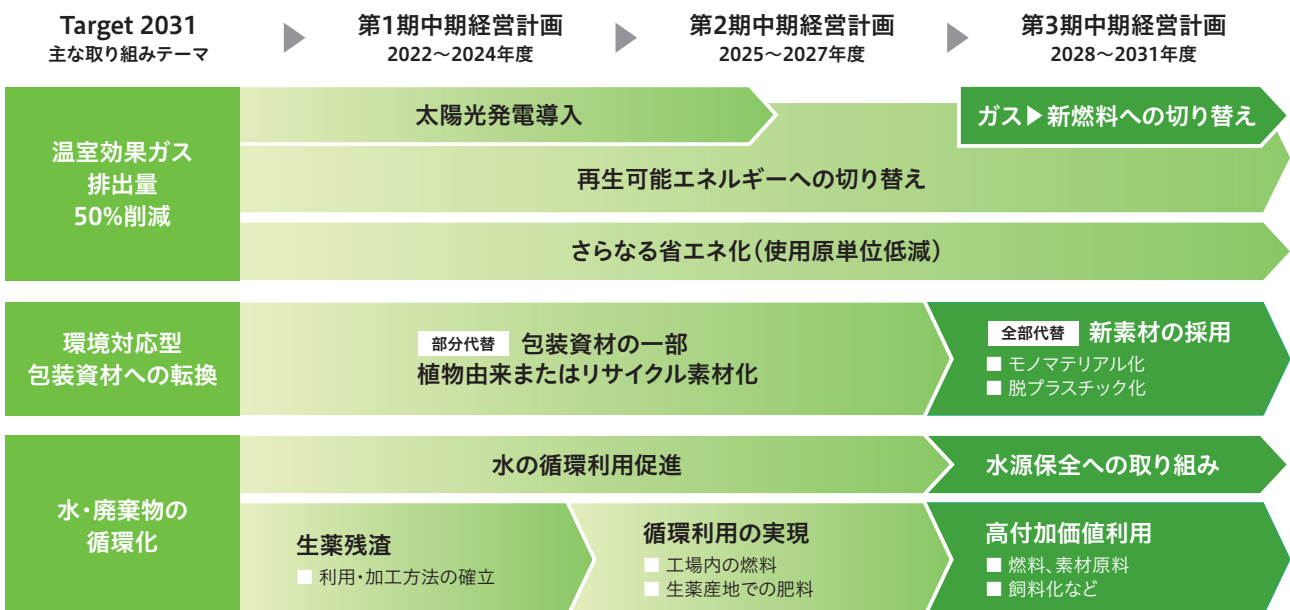 Target 2031
主な取り組みテーマ
▶
第1期中期経営計画
2022〜2024年度
▶
第2期中期経営計画
2025〜2027年度
▶
第3期中期経営計画
2028〜2031年度
温室効果ガス
排出量
50%削減
太陽光発電導入
ガス▶新燃料への切り替え
再生可能エネルギーへの切り替え
さらなる省エネ化（使用原単位低減）
環境対応型
包装資材への転換
部分代替 包装資材の一部
植物由来またはリサイクル素材化
全部代替 新素材の採用
■ モノマテリアル化
■ 脱プラスチック化
水・廃棄物の
循環化
水の循環利用促進
水源保全への取り組み
生薬残渣
■ 利用・加工方法の確立
循環利用の実現
■ 工場内の燃料
■ 生薬産地での肥料
高付加価値利用
■ 燃料、素材原料
■ 飼料化など